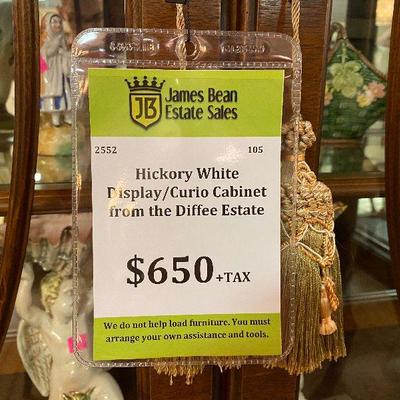 JB
James Bean
Estate Sales
2552 105
Hickory White
Display/Curio Cabinet
from the Diffee Estate
$650+TAX
We do not help load furniture. You must
arrange your own assistance and tools.